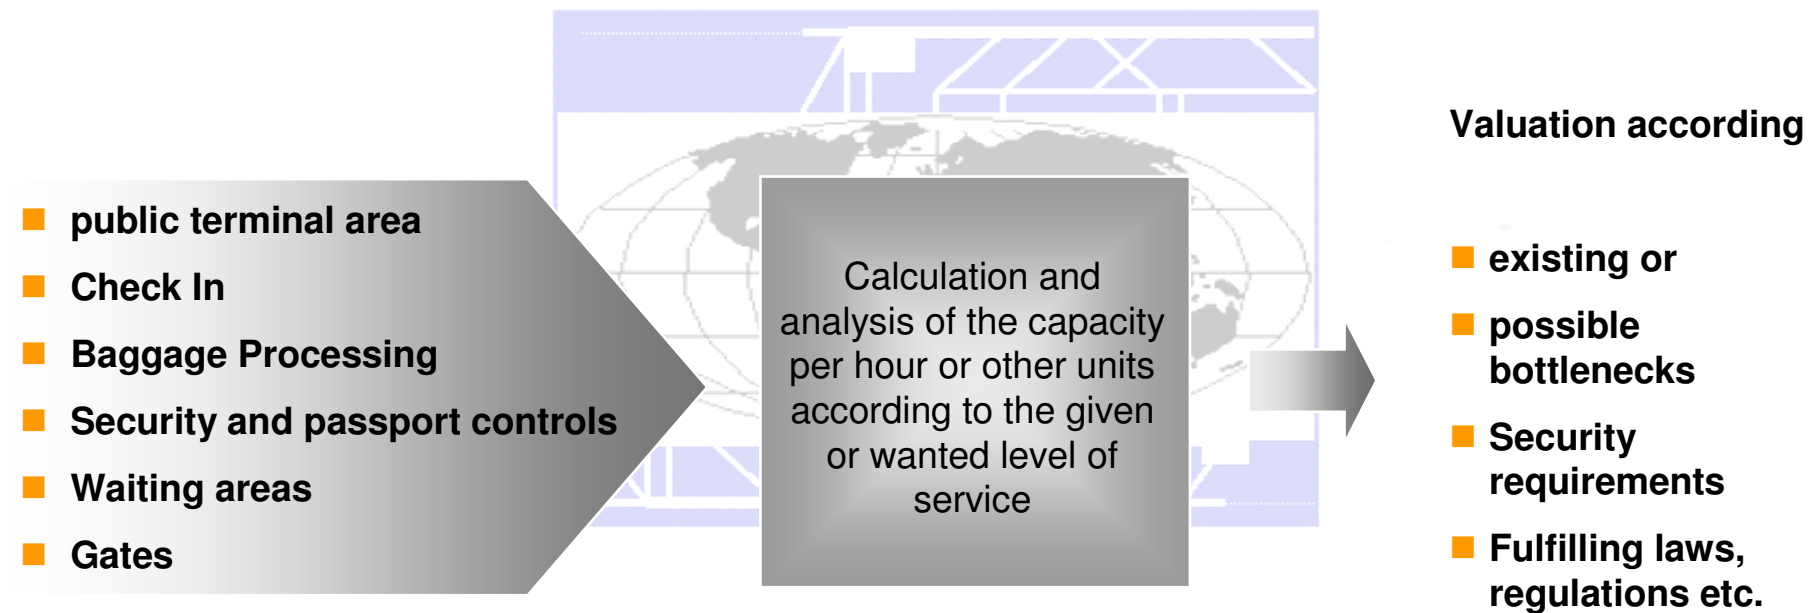 public terminal area
Check In
Baggage Processing
Security and passport controls
Waiting areas
Gates
Calculation and
analysis of the capacity
per hour or other units
according to the given
or wanted level of
service
Valuation according
existing or
possible
bottlenecks
Security
requirements
Fulfilling laws,
regulations etc.